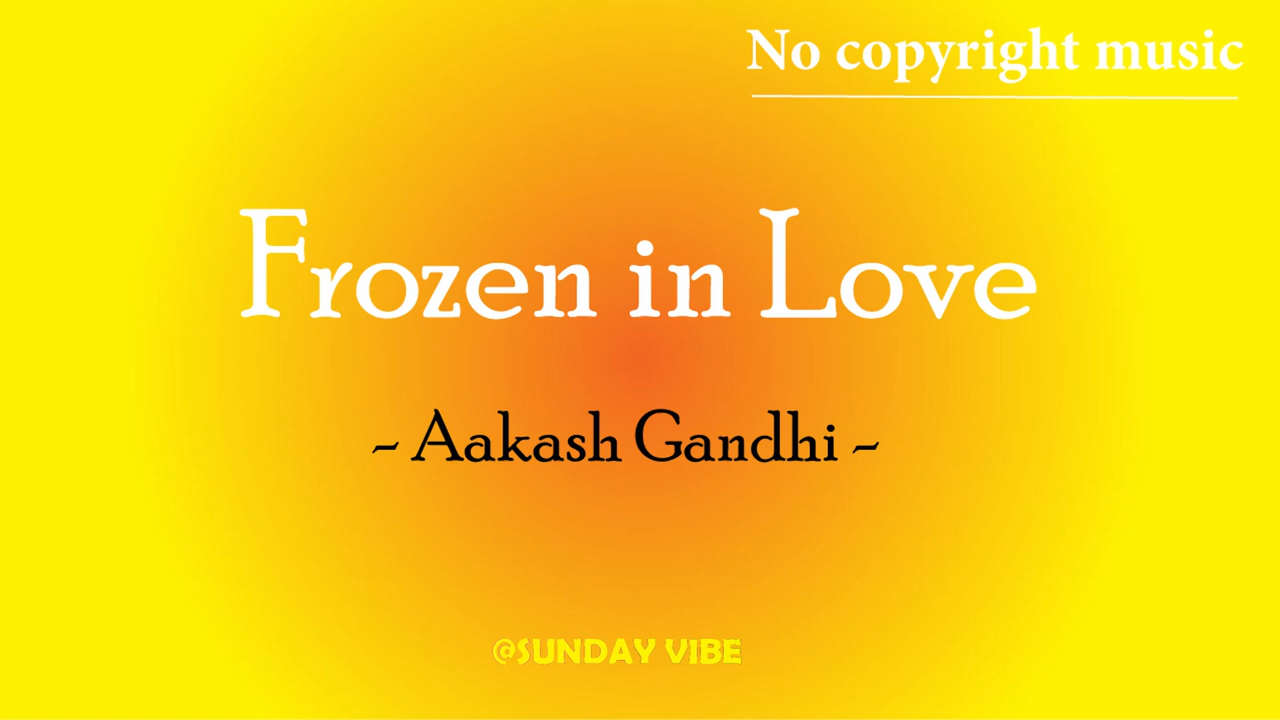 No copyright music
Frozen in Love
~ Aakash Gandhi ~
@SUNDAY VIBE